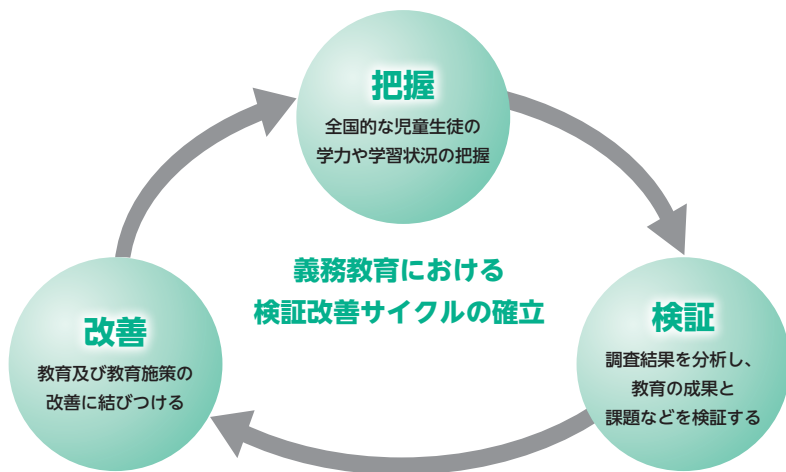 把握
全国的な児童生徒の
学力や学習状況の把握
義務教育における
検証改善サイクルの確立
検証
調査結果を分析し、
教育の成果と
課題などを検証する
改善
教育及び教育施策の
改善に結びつける